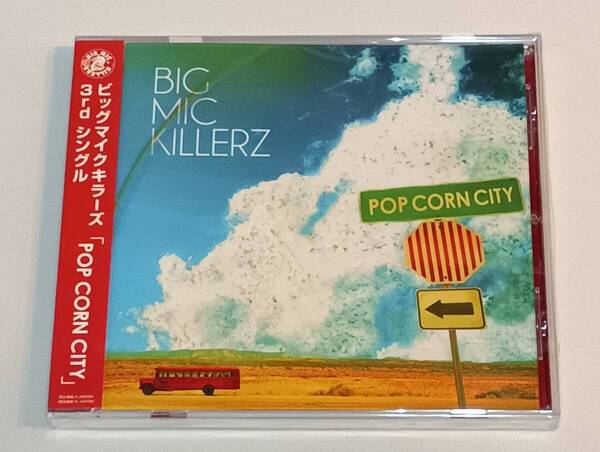 ビッグマイクキラーズ「POP CORN CITY」
3rd シングル
BIG
MIC
KILLERZ
POP CORN CITY